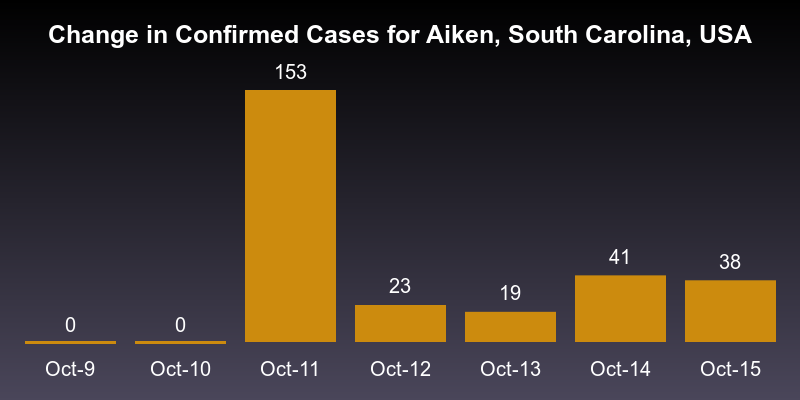 Change in Confirmed Cases for Aiken, South Carolina, USA
153
41
38
23
19
0
0
Oct-9
Oct-10
Oct-11
Oct-12
Oct-13
Oct-14
Oct-15